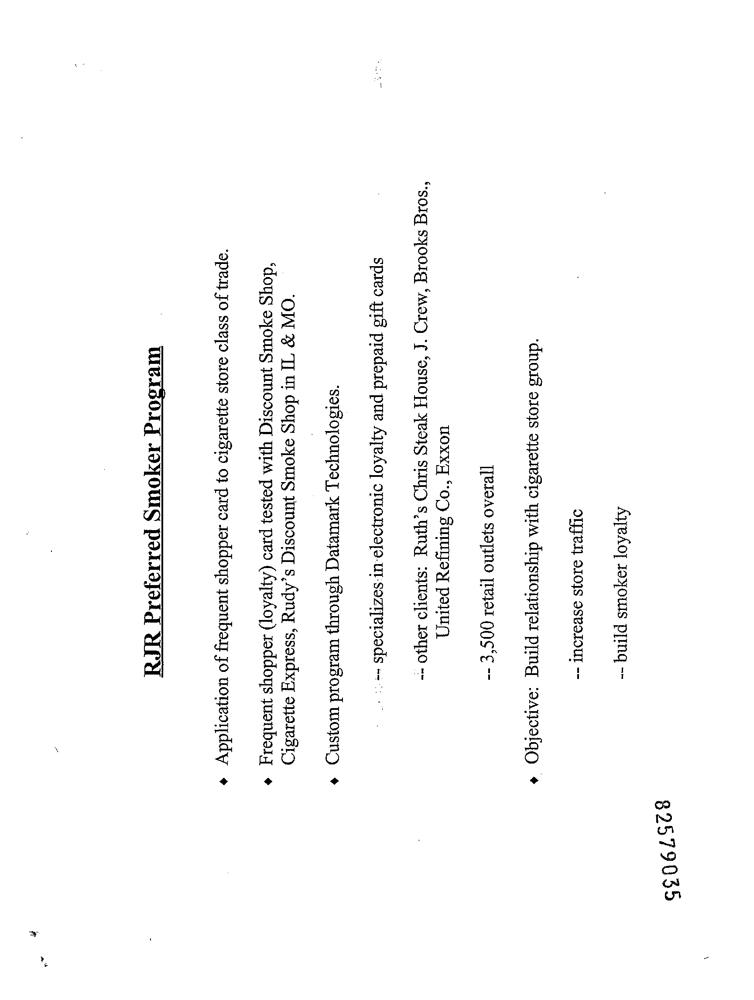 RJR Preferred Smoker Program
♦ Application of frequent shopper card to cigarette store class of trade.
♦ Frequent shopper (loyalty) card tested with Discount Smoke Shop,
Cigarette Express, Rudy's Discount Smoke Shop in IL & MO.
♦ Custom program through Datamark Technologies.
-- specializes in electronic loyalty and prepaid gift cards
-- other clients: Ruth's Chris Steak House, J. Crew, Brooks Bros.,
United Refining Co., Exxon
-- 3,500 retail outlets overall
♦ Objective: Build relationship with cigarette store group.
-- increase store traffic
-- build smoker loyalty
82579035